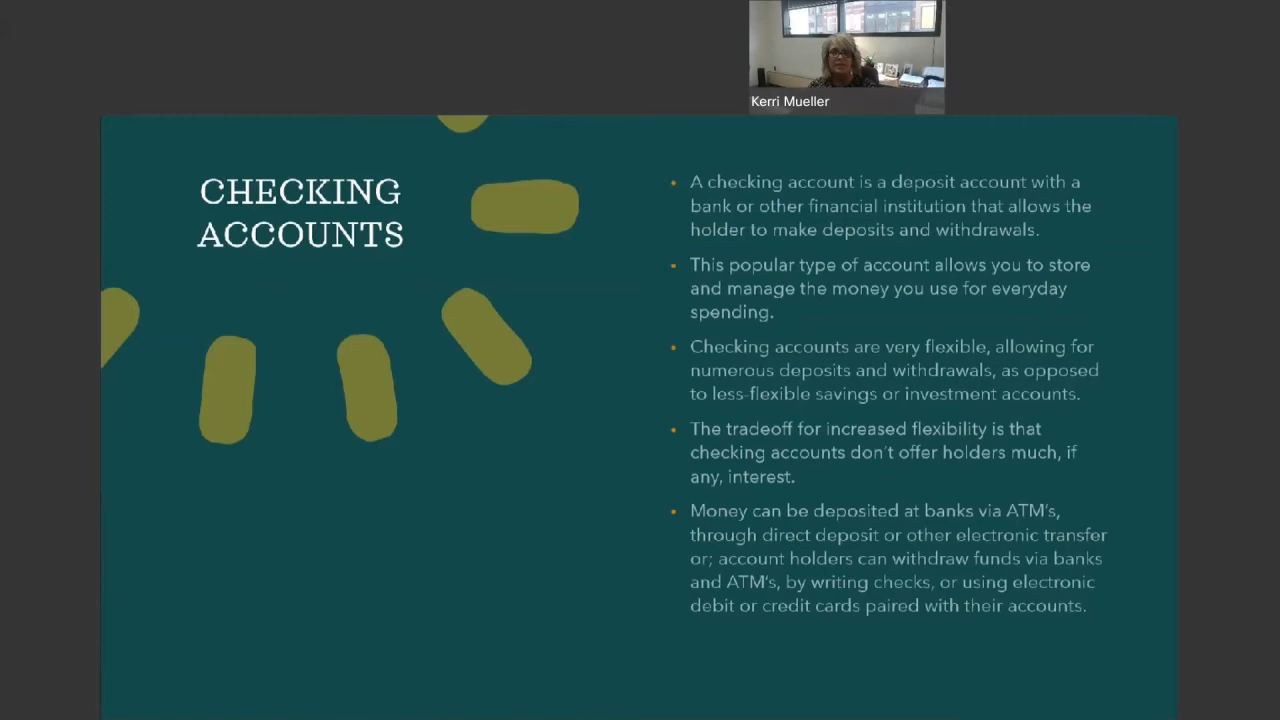 Kerri Mueller
CHECKING
ACCOUNTS
• A checking account is a deposit account with a
bank or other financial institution that allows the
holder to make deposits and withdrawals.
• This popular type of account allows you to store
and manage the money you use for everyday
spending.
• Checking accounts are very flexible, allowing for
numerous deposits and withdrawals, as opposed
to less-flexible savings or investment accounts.
• The tradeoff for increased flexibility is that
checking accounts don't offer holders much, if
any, interest.
• Money can be deposited at banks via ATM's,
through direct deposit or other electronic transfer
or; account holders can withdraw funds via banks
and ATM's, by writing checks, or using electronic
debit or credit cards paired with their accounts.